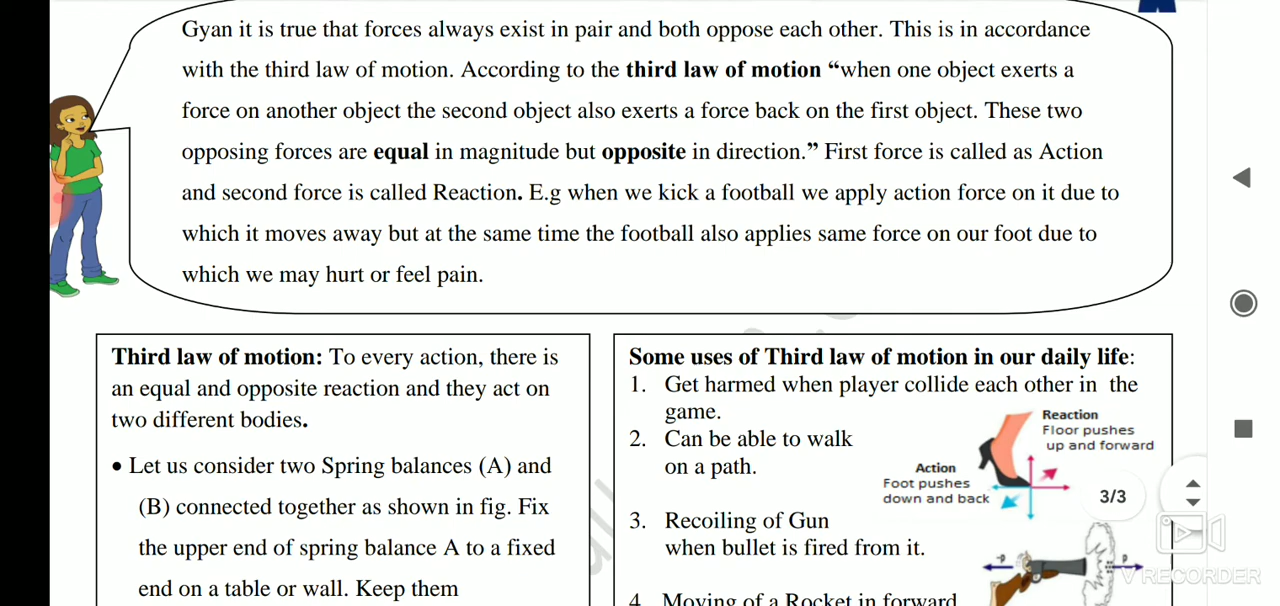 Gyan it is true that forces always exist in pair and both oppose each other. This is in accordance
with the third law of motion. According to the third law of motion “when one object exerts a
force on another object the second object also exerts a force back on the first object. These two
opposing forces are equal in magnitude but opposite in direction.” First force is called as Action
and second force is called Reaction. E.g when we kick a football we apply action force on it due to
which it moves away but at the same time the football also applies same force on our foot due to
which we may hurt or feel pain.
Third law of motion: To every action, there is
an equal and opposite reaction and they act on
two different bodies.
• Let us consider two Spring balances (A) and
(B) connected together as shown in fig. Fix
the upper end of spring balance A to a fixed
end on a table or wall. Keep them
Some uses of Third law of motion in our daily life:
1. Get harmed when player collide each other in the
game.
2. Can be able to walk
on a path.
Reaction
Floor pushes
up and forward
Action
Foot pushes
down and back
3. Recoiling of Gun
when bullet is fired from it.
-p
p
4. Moving of a Rocket in forward
3/3
V RECORDER